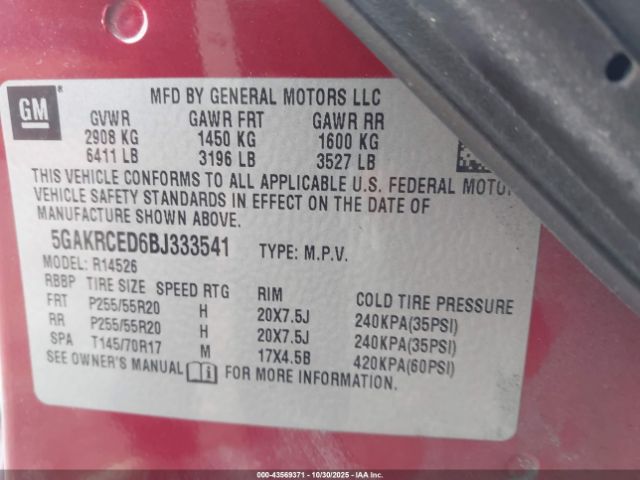 GM
MFD BY GENERAL MOTORS LLC
GVWR GAWR FRT GAWR RR
2908 KG 1450 KG 1600 KG
6411 LB 3196 LB 3527 LB
THIS VEHICLE CONFORMS TO ALL APPLICABLE U.S. FEDERAL MOTO
VEHICLE SAFETY STANDARDS IN EFFECT ON THE DATE OF
MANUFACTURE SHOWN ABOVE.
5GAKRCED6BJ333541 TYPE: M.P.V.
MODEL: R14526
RBBP TIRE SIZE SPEED RTG RIM COLD TIRE PRESSURE
FRT P255/55R20 H 20X7.5J 240KPA(35PSI)
RR P255/55R20 H 20X7.5J 240KPA(35PSI)
SPA T145/70R17 M 17X4.5B 420KPA(60PSI)
SEE OWNER'S MANUAL i FOR MORE INFORMATION.
000-43569371 - 10/30/2025 - IAAI. Copyright IAA, Inc.